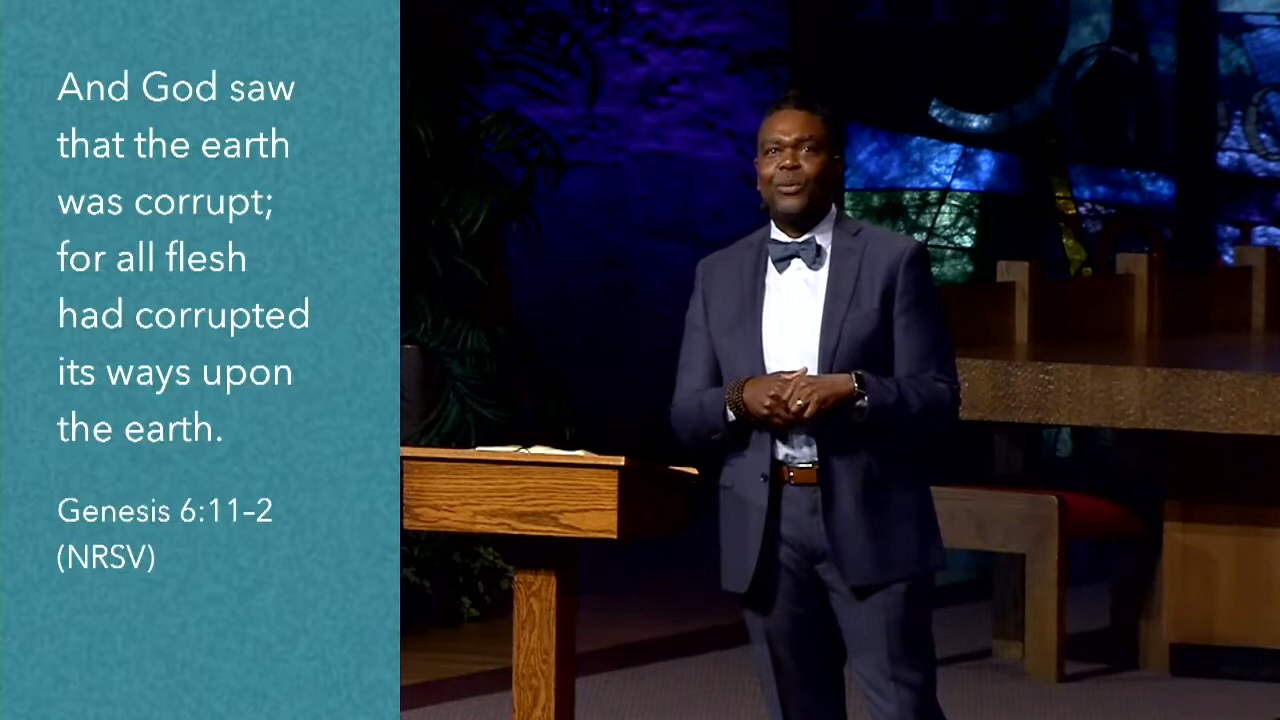 And God saw
that the earth
was corrupt;
for all flesh
had corrupted
its ways upon
the earth.
Genesis 6:11–2
(NRSV)